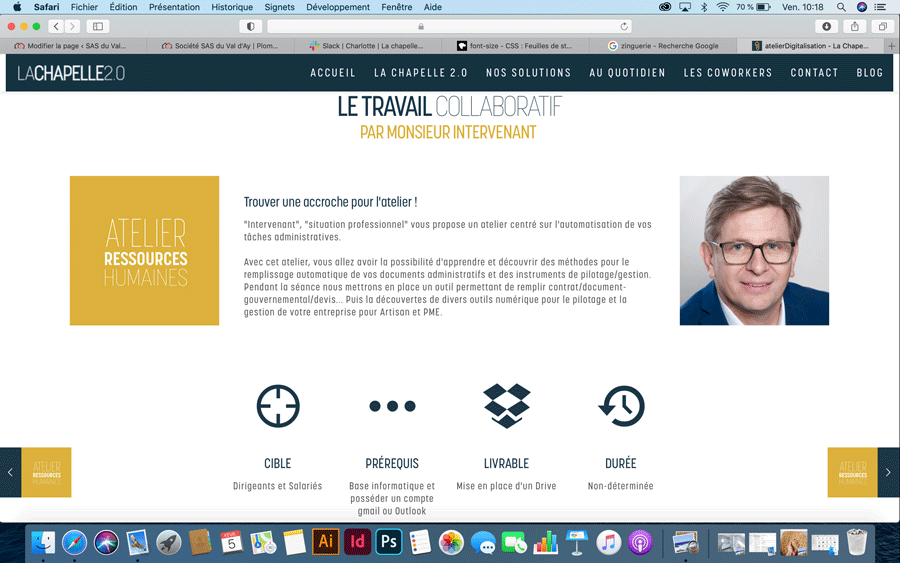 Safari Fichier Édition Présentation Historique Signets Développement Fenêtre Aide 70 % Ven. 10:18
Modifier la page ‹ SAS du Val... Société SAS du Val d'Ay | Plom... Slack | Charlotte | La chapelle... font-size - CSS : Feuilles de st... zinguerie - Recherche Google atelierDigitalisation - La Chape...
LACHAPELLE2.0 ACCUEIL LA CHAPELLE 2.0 NOS SOLUTIONS AU QUOTIDIEN LES COWORKERS CONTACT BLOG
LE TRAVAIL COLLABORATIF
PAR MONSIEUR INTERVENANT
ATELIER
RESSOURCES
HUMAINES
Trouver une accroche pour l'atelier !
"Intervenant", "situation professionnel" vous propose un atelier centré sur l'automatisation de vos
tâches administratives.
Avec cet atelier, vous allez avoir la possibilité d'apprendre et découvrir des méthodes pour le
remplissage automatique de vos documents administratifs et des instruments de pilotage/gestion.
Pendant la séance nous mettrons en place un outil permettant de remplir contrat/document-
gouvernemental/devis... Puis la découvertes de divers outils numérique pour le pilotage et la
gestion de votre entreprise pour Artisan et PME.
CIBLE
Dirigeants et Salariés
PRÉREQUIS
Base informatique et
posséder un compte
gmail ou Outlook
LIVRABLE
Mise en place d'un Drive
DURÉE
Non-déterminée
ATELIER
RESSOURCES
HUMAINES
ATELIER
RESSOURCES
HUMAINES
5
Ai Id Ps